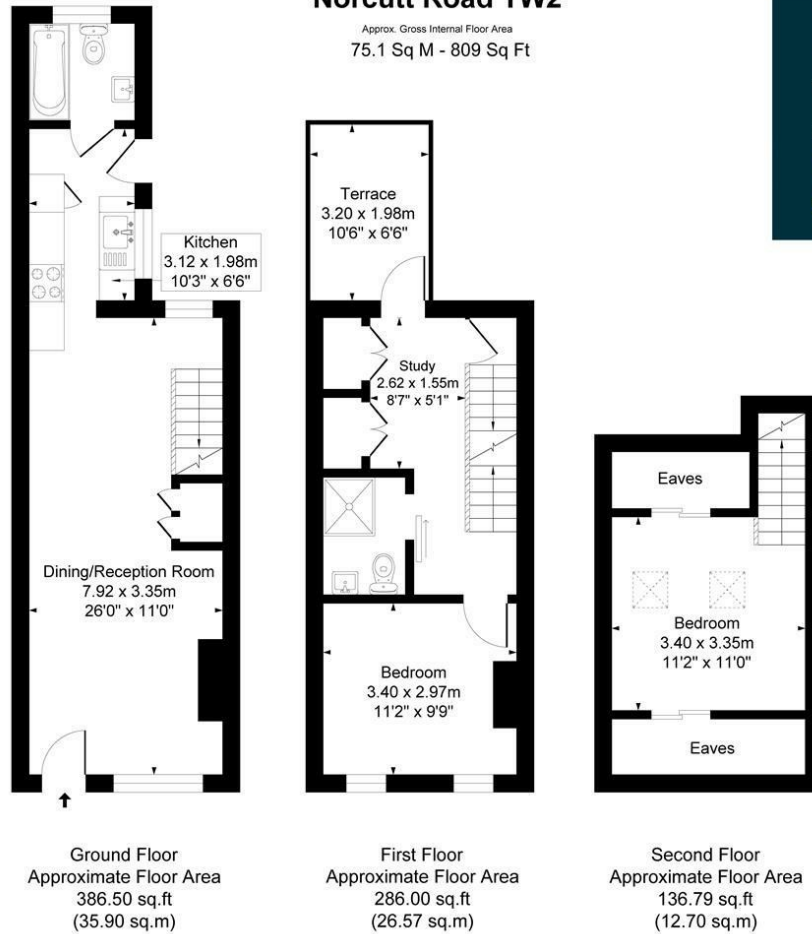 Norcutt Road TW2
Approx. Gross Internal Floor Area
75.1 Sq M - 809 Sq Ft
Kitchen
3.12 x 1.98m
10'3" x 6'6"
Dining/Reception Room
7.92 x 3.35m
26'0" x 11'0"
Terrace
3.20 x 1.98m
10'6" x 6'6"
Study
2.62 x 1.55m
8'7" x 5'1"
Bedroom
3.40 x 2.97m
11'2" x 9'9"
Eaves
Bedroom
3.40 x 3.35m
11'2" x 11'0"
Eaves
Ground Floor
Approximate Floor Area
386.50 sq.ft
(35.90 sq.m)
First Floor
Approximate Floor Area
286.00 sq.ft
(26.57 sq.m)
Second Floor
Approximate Floor Area
136.79 sq.ft
(12.70 sq.m)